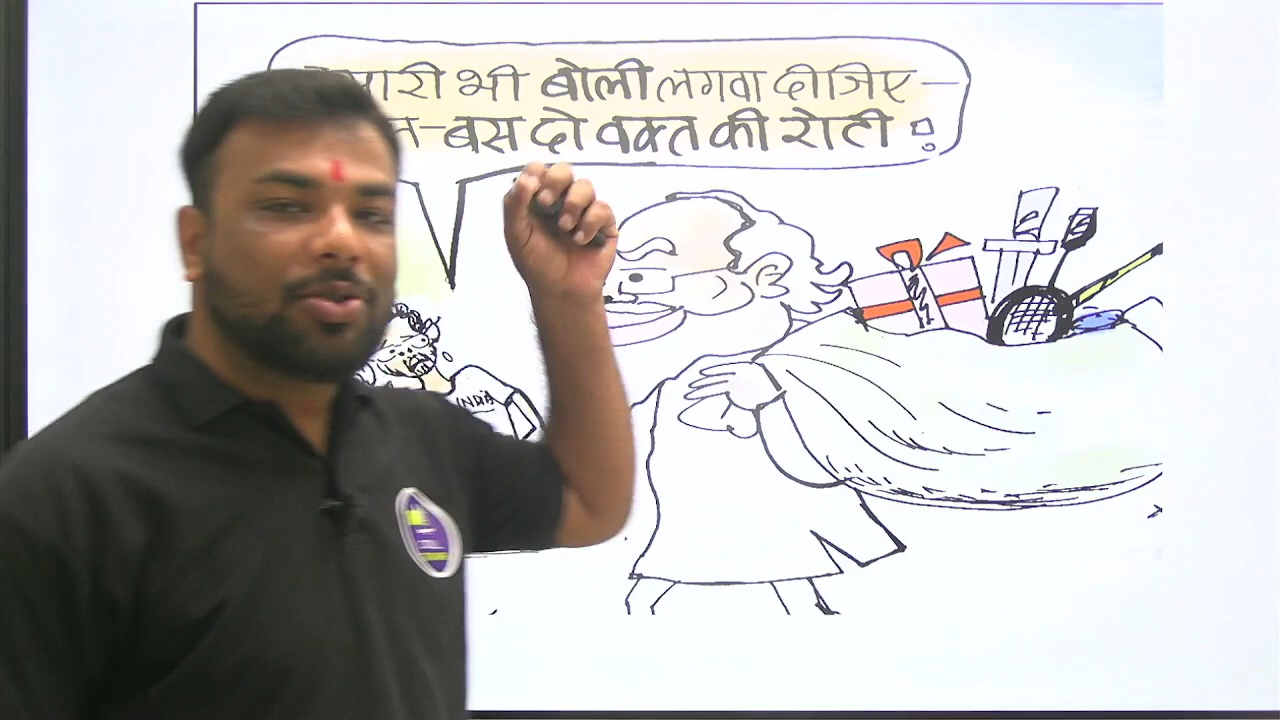 भी बोली लगवा दीजिए–
–बस दो वक्त की रोटी!
INDIA